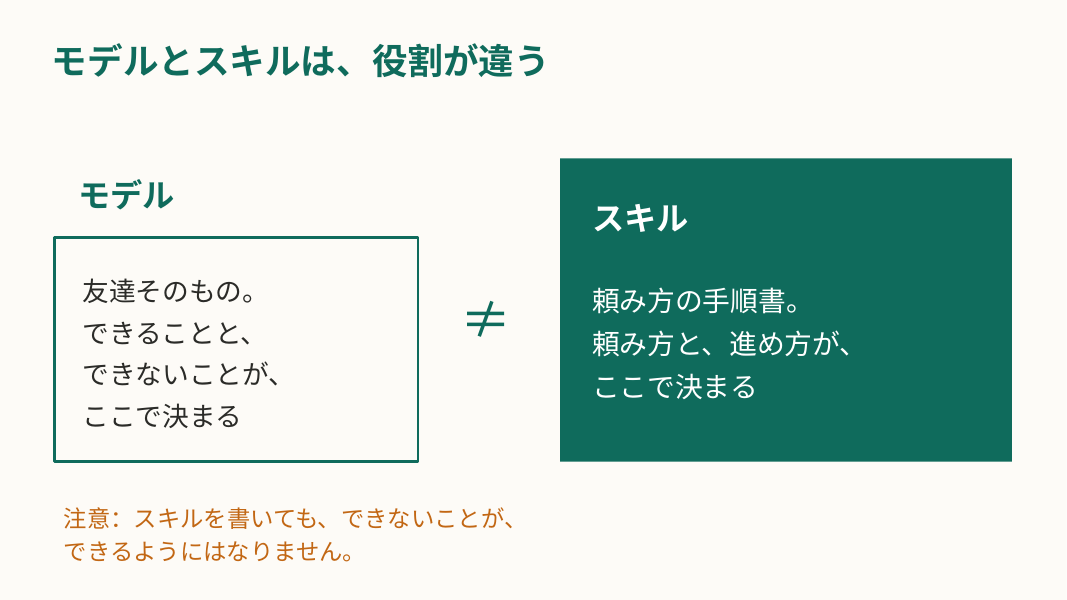 モデルとスキルは、役割が違う
モデル
友達そのもの。
できることと、
できないことが、
ここで決まる
≠
スキル
頼み方の手順書。
頼み方と、進め方が、
ここで決まる
注意：スキルを書いても、できないことが、
できるようにはなりません。